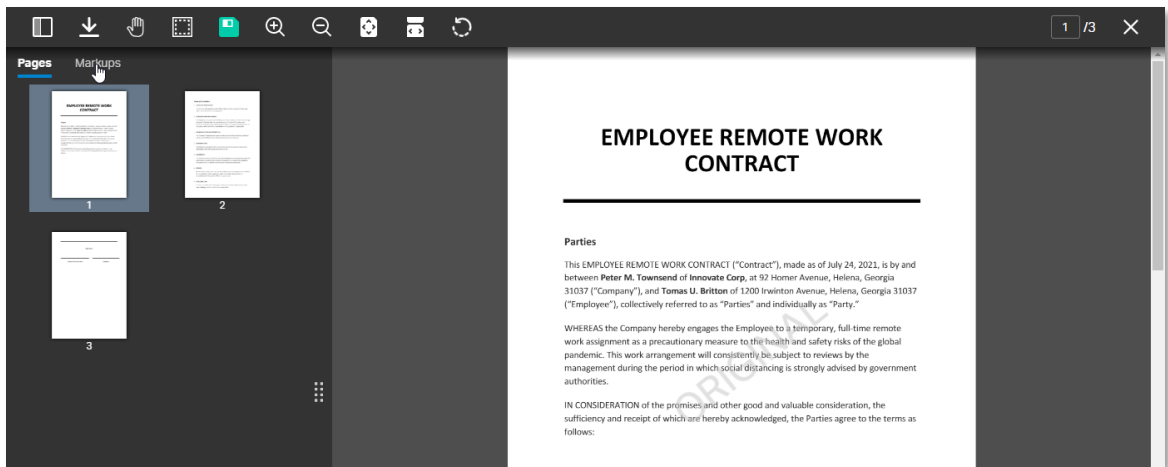 1 /3
Pages Markups
1
2
3
EMPLOYEE REMOTE WORK
CONTRACT
EMPLOYEE REMOTE WORK
CONTRACT
Parties
This EMPLOYEE REMOTE WORK CONTRACT (“Contract”), made as of July 24, 2021, is by and
between Peter M. Townsend of Innovate Corp, at 92 Homer Avenue, Helena, Georgia
31037 (“Company”), and Tomas U. Britton of 1200 Irwinton Avenue, Helena, Georgia 31037
(“Employee”), collectively referred to as “Parties” and individually as “Party.”
WHEREAS the Company hereby engages the Employee to a temporary, full-time remote
work assignment as a precautionary measure to the health and safety risks of the global
pandemic. This work arrangement will consistently be subject to reviews by the
management during the period in which social distancing is strongly advised by government
authorities.
IN CONSIDERATION of the promises and other good and valuable consideration, the
sufficiency and receipt of which are hereby acknowledged, the Parties agree to the terms as
follows:
ORIGINAL